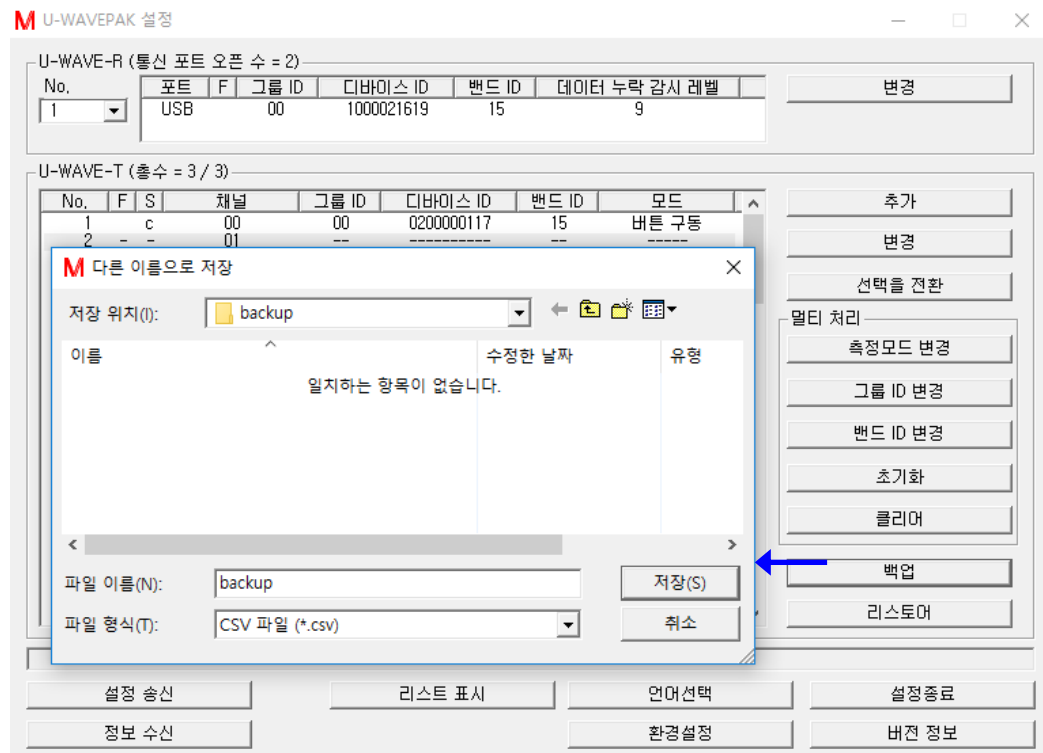 U-WAVEPAK 설정
U-WAVE-R (통신 포트 오픈 수 = 2)
No. 포트 F 그룹 ID 디바이스 ID 밴드 ID 데이터 누락 감시 레벨 변경
1 USB 00 1000021619 15 9
U-WAVE-T (총수 = 3 / 3)
No. F S 채널 그룹 ID 디바이스 ID 밴드 ID 모드 추가
1 c 00 00 0200000117 15 버튼 구동
2 - - 01 -- ---------- -- ----- 변경
선택을 전환
멀티 처리
측정모드 변경
그룹 ID 변경
밴드 ID 변경
초기화
클리어
백업
리스토어
다른 이름으로 저장
저장 위치(I): backup
이름 수정한 날짜 유형
일치하는 항목이 없습니다.
파일 이름(N): backup 저장(S)
파일 형식(T): CSV 파일 (*.csv) 취소
설정 송신 리스트 표시 언어선택 설정종료
정보 수신 환경설정 버전 정보